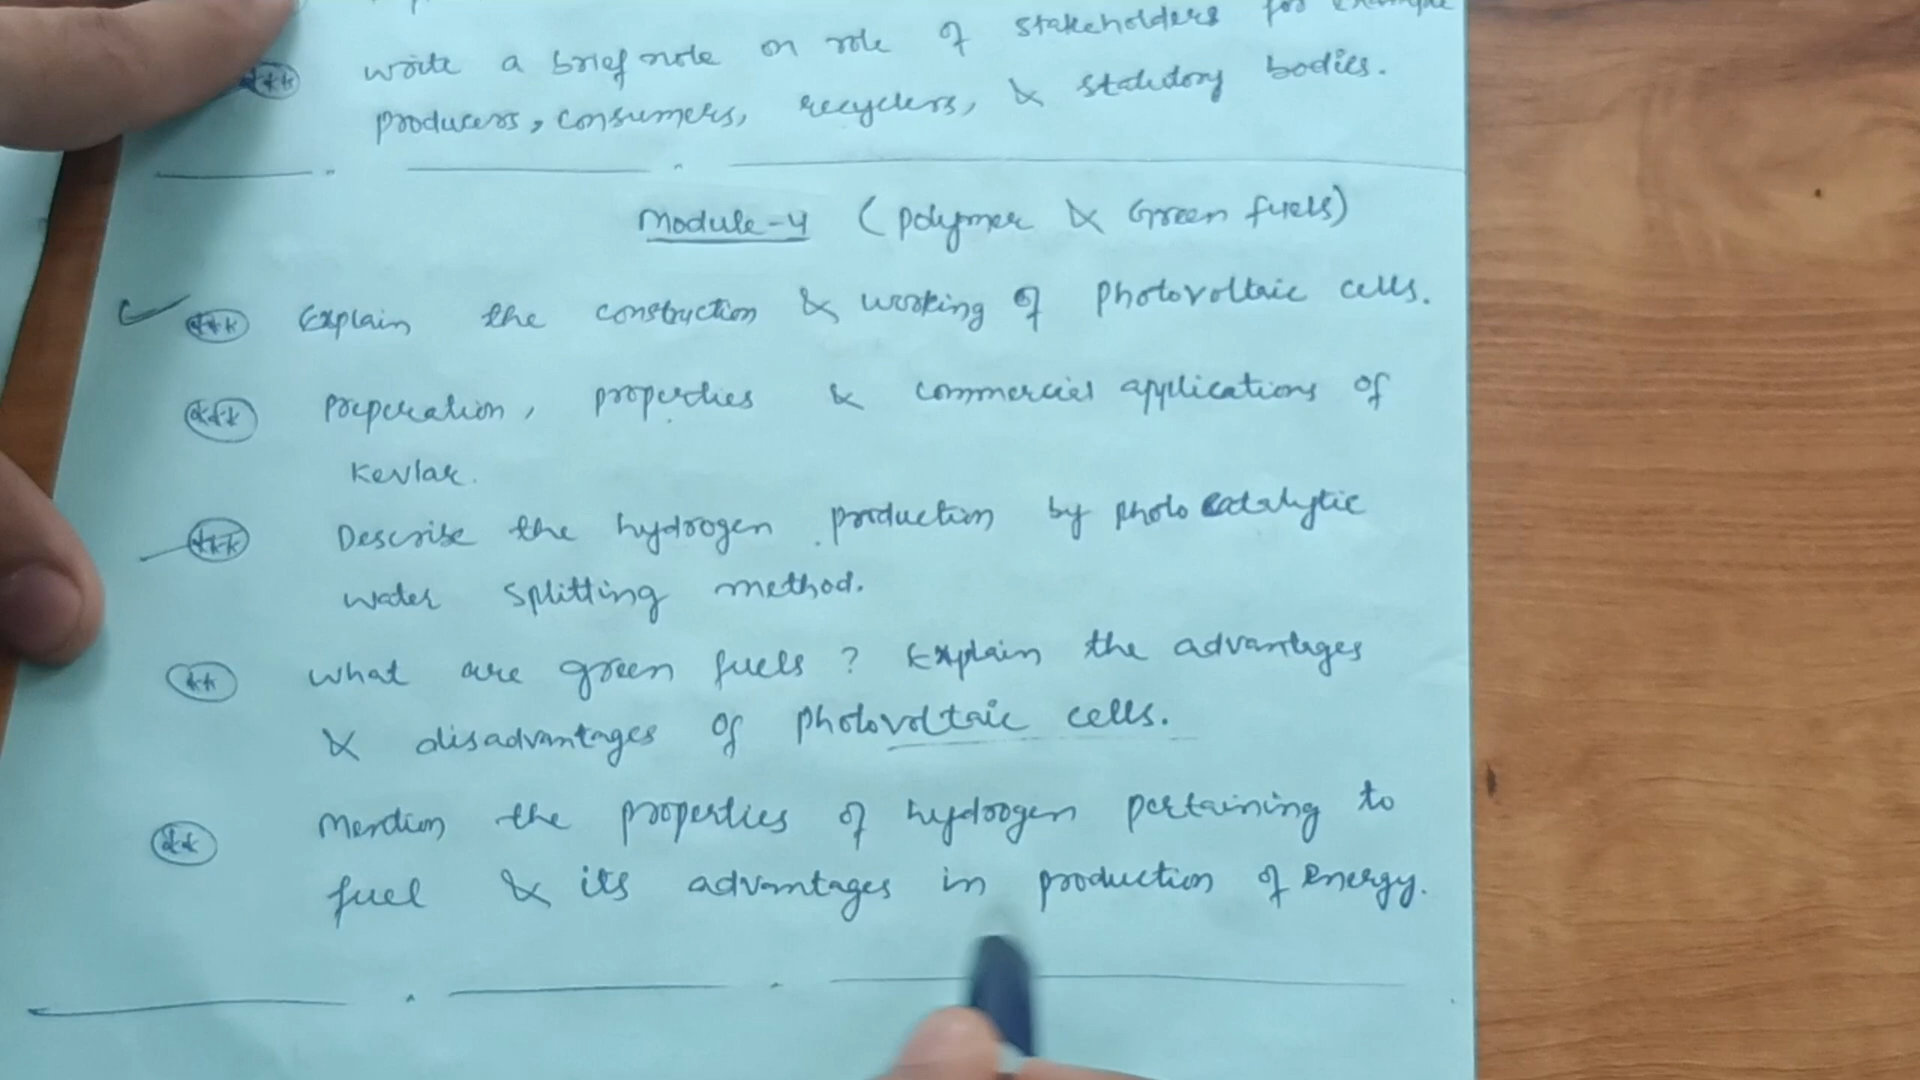 write a brief note on role of stakeholders for example
** producers, consumers, recyclers, & statutory bodies.
Module-4 (polymer & Green fuels)
*** Explain the construction & working of photovoltaic cells.
*** preperation, properties & commercial applications of
Kevlar.
*** Describe the hydrogen production by photo catalytic
water splitting method.
** what are green fuels? Explain the advantages
& disadvantages of photovoltaic cells.
** Mention the properties of hydrogen pertaining to
fuel & its advantages in production of Energy.